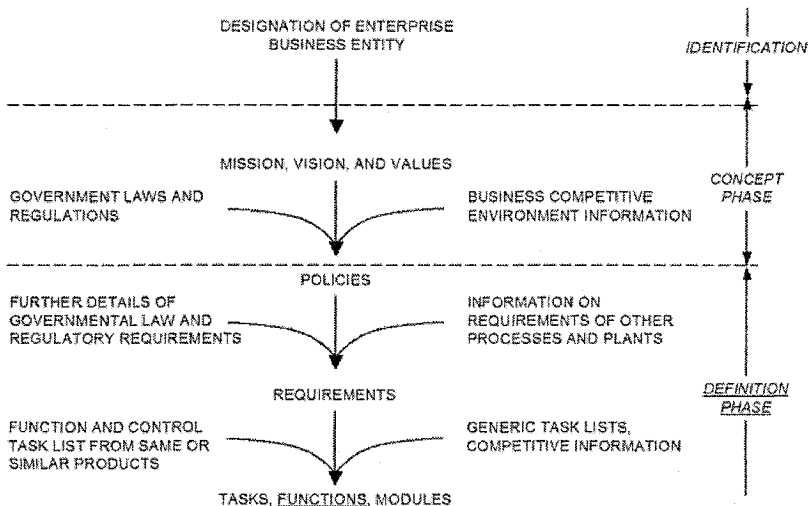 DESIGNATION OF ENTERPRISE
BUSINESS ENTITY
IDENTIFICATION
MISSION, VISION, AND VALUES
GOVERNMENT LAWS AND
REGULATIONS
BUSINESS COMPETITIVE
ENVIRONMENT INFORMATION
CONCEPT
PHASE
POLICIES
FURTHER DETAILS OF
GOVERNMENTAL LAW AND
REGULATORY REQUIREMENTS
INFORMATION ON
REQUIREMENTS OF OTHER
PROCESSES AND PLANTS
REQUIREMENTS
DEFINITION
PHASE
FUNCTION AND CONTROL
TASK LIST FROM SAME OR
SIMILAR PRODUCTS
GENERIC TASK LISTS,
COMPETITIVE INFORMATION
TASKS, FUNCTIONS, MODULES